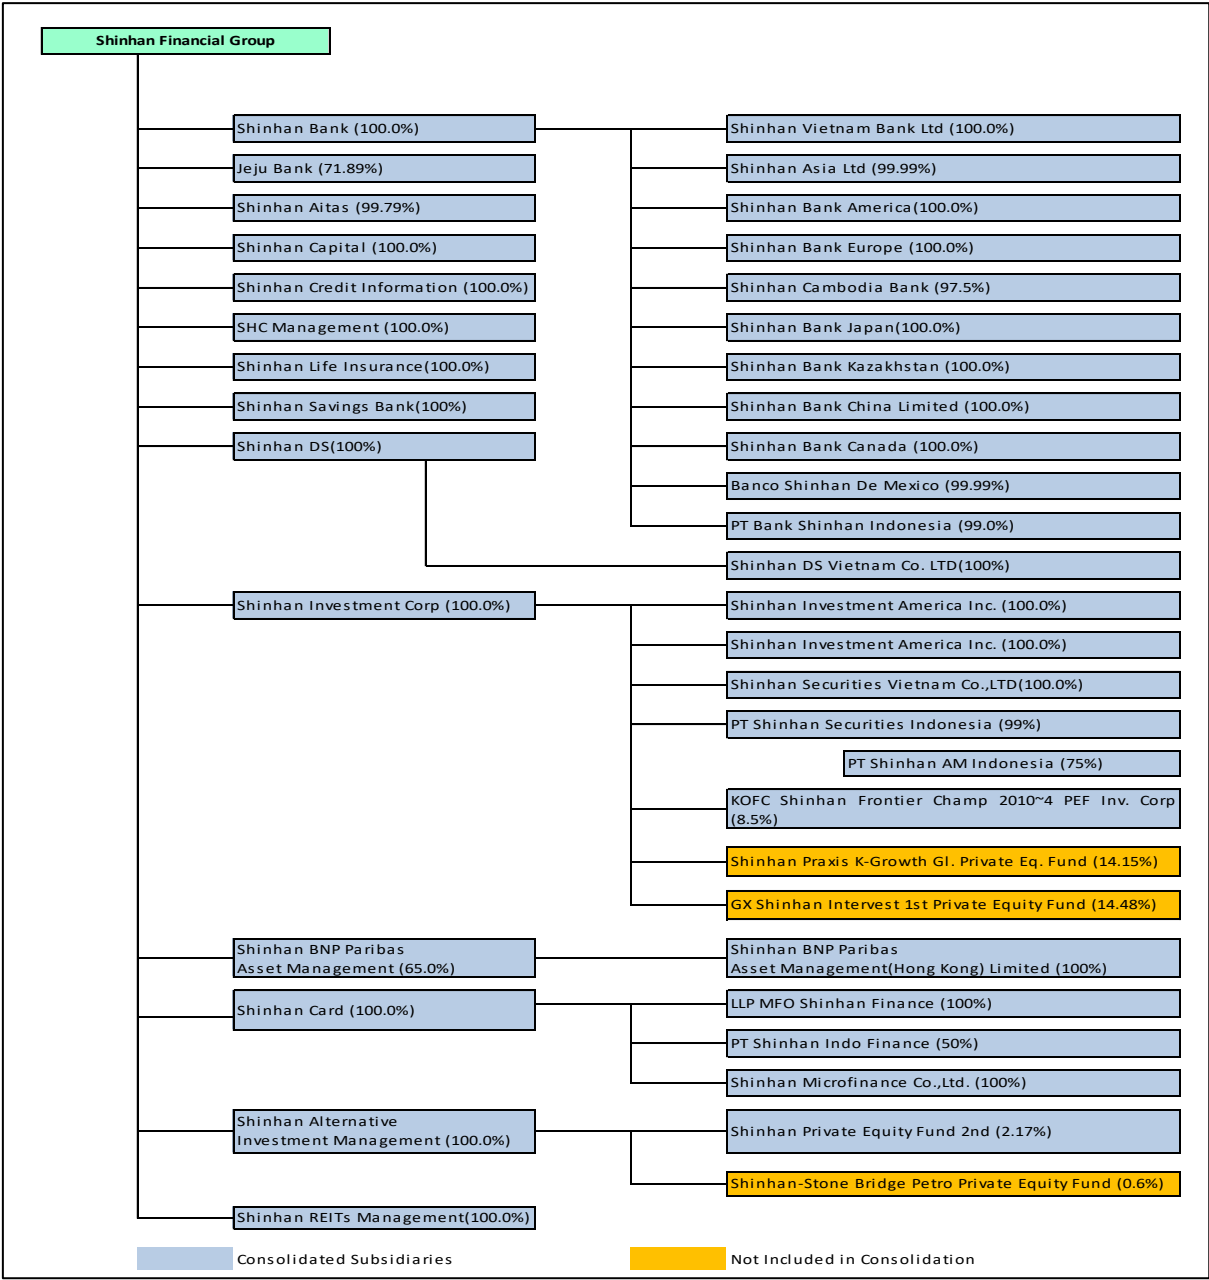 Shinhan Financial Group
Shinhan Bank (100.0%)
Shinhan Vietnam Bank Ltd (100.0%)
Jeju Bank (71.89%)
Shinhan Asia Ltd (99.99%)
Shinhan Aitas (99.79%)
Shinhan Bank America(100.0%)
Shinhan Capital (100.0%)
Shinhan Bank Europe (100.0%)
Shinhan Credit Information (100.0%)
Shinhan Cambodia Bank (97.5%)
SHC Management (100.0%)
Shinhan Bank Japan(100.0%)
Shinhan Life Insurance(100.0%)
Shinhan Bank Kazakhstan (100.0%)
Shinhan Savings Bank(100%)
Shinhan Bank China Limited (100.0%)
Shinhan DS(100%)
Shinhan Bank Canada (100.0%)
Banco Shinhan De Mexico (99.99%)
PT Bank Shinhan Indonesia (99.0%)
Shinhan DS Vietnam Co. LTD(100%)
Shinhan Investment Corp (100.0%)
Shinhan Investment America Inc. (100.0%)
Shinhan Investment America Inc. (100.0%)
Shinhan Securities Vietnam Co.,LTD(100.0%)
PT Shinhan Securities Indonesia (99%)
PT Shinhan AM Indonesia (75%)
KOFC Shinhan Frontier Champ 2010~4 PEF Inv. Corp
(8.5%)
Shinhan Praxis K-Growth Gl. Private Eq. Fund (14.15%)
GX Shinhan Intervest 1st Private Equity Fund (14.48%)
Shinhan BNP Paribas
Asset Management (65.0%)
Shinhan BNP Paribas
Asset Management(Hong Kong) Limited (100%)
Shinhan Card (100.0%)
LLP MFO Shinhan Finance (100%)
PT Shinhan Indo Finance (50%)
Shinhan Microfinance Co.,Ltd. (100%)
Shinhan Alternative
Investment Management (100.0%)
Shinhan Private Equity Fund 2nd (2.17%)
Shinhan-Stone Bridge Petro Private Equity Fund (0.6%)
Shinhan REITs Management(100.0%)
Consolidated Subsidiaries
Not Included in Consolidation